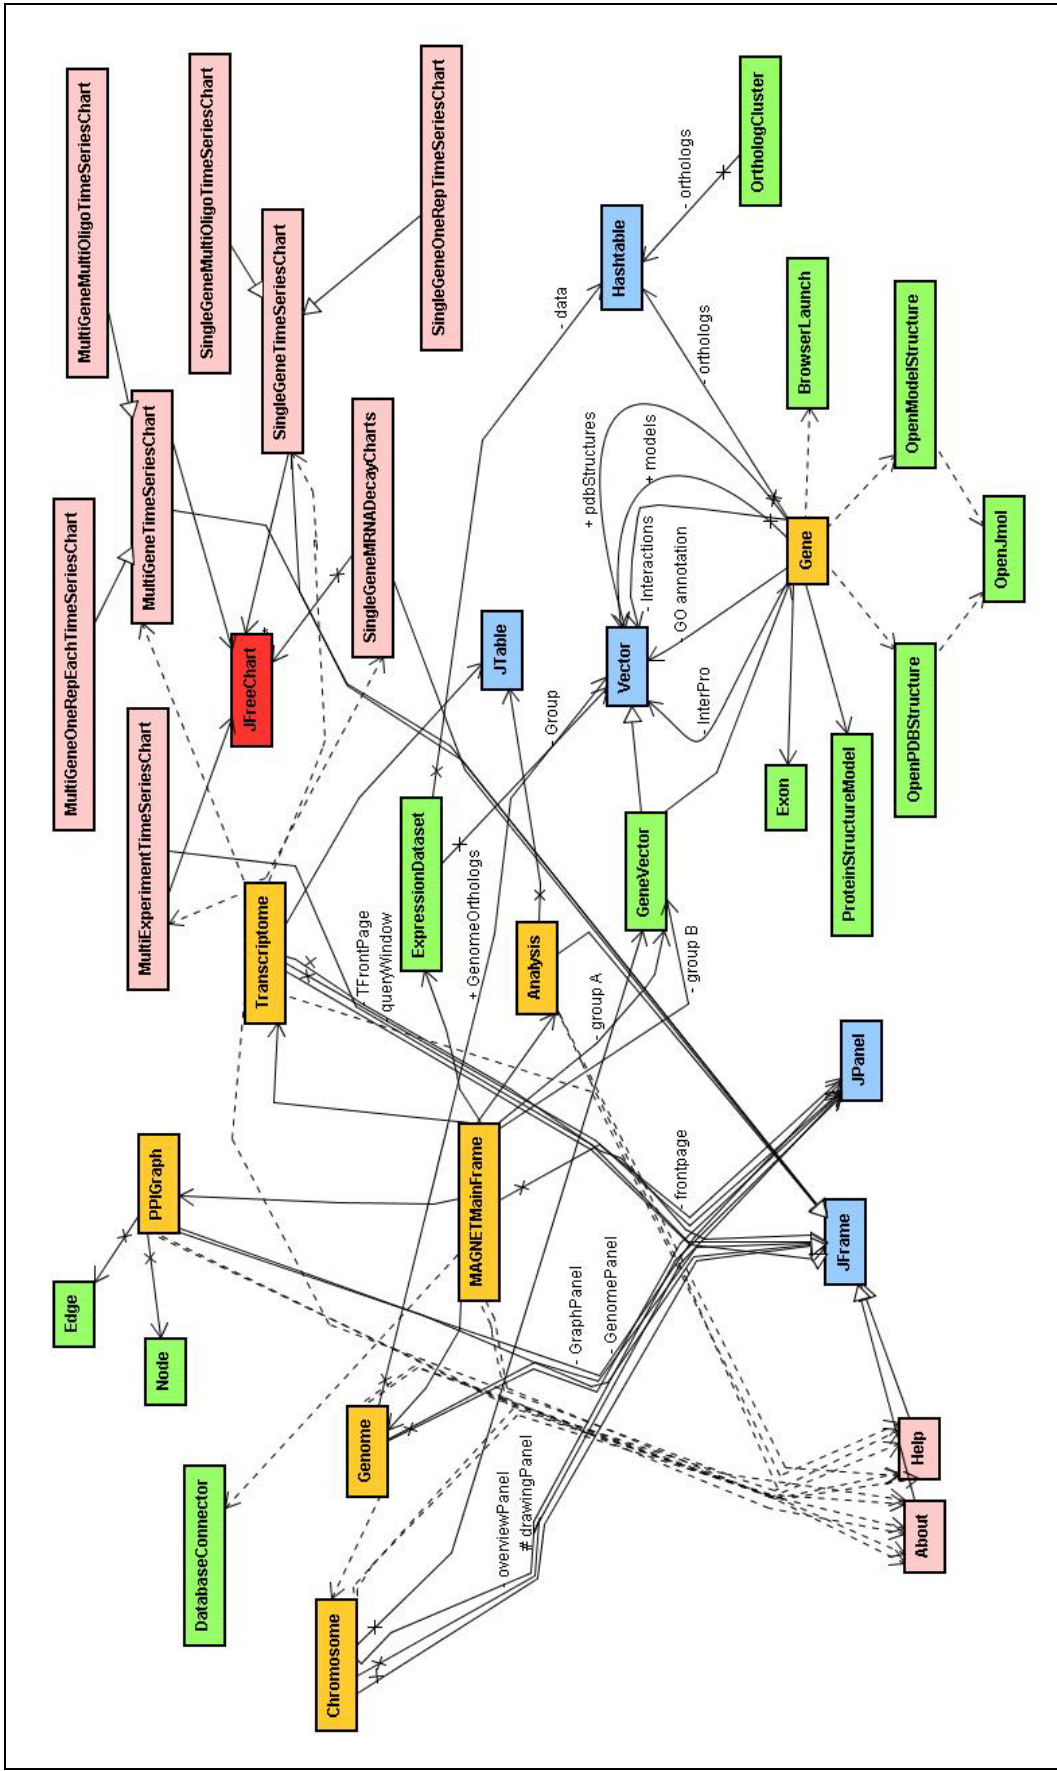 MultiGeneMultiOligoTimeSeriesChart
SingleGeneMultiOligoTimeSeriesChart
SingleGeneOneRepTimeSeriesChart
OrthologCluster
- orthologs
SingleGeneTimeSeriesChart
Hashtable
- data
- orthologs
BrowserLaunch
OpenModelStructure
MultiGeneOneRepEachTimeSeriesChart
MultiGeneTimeSeriesChart
SingleGeneMRNADecayCharts
+ pdbStructures
+ models
- Interactions
- GO annotation
Gene
OpenJmol
JFreeChart
*
JTable
Vector
- Group
- InterPro
MultiExperimentTimeSeriesChart
Exon
ProteinStructureModel
OpenPDBStructure
Transcriptome
ExpressionDataset
GeneVector
- TFrontPage
- queryWindow
+ GenomeOrthologs
Analysis
- group A
- group B
JPanel
PPIGraph
MAGNETMainFrame
- frontpage
JFrame
Edge
Node
- GraphPanel
- GenomePanel
Genome
Help
DatabaseConnector
- overviewPanel
# drawingPanel
About
Chromosome